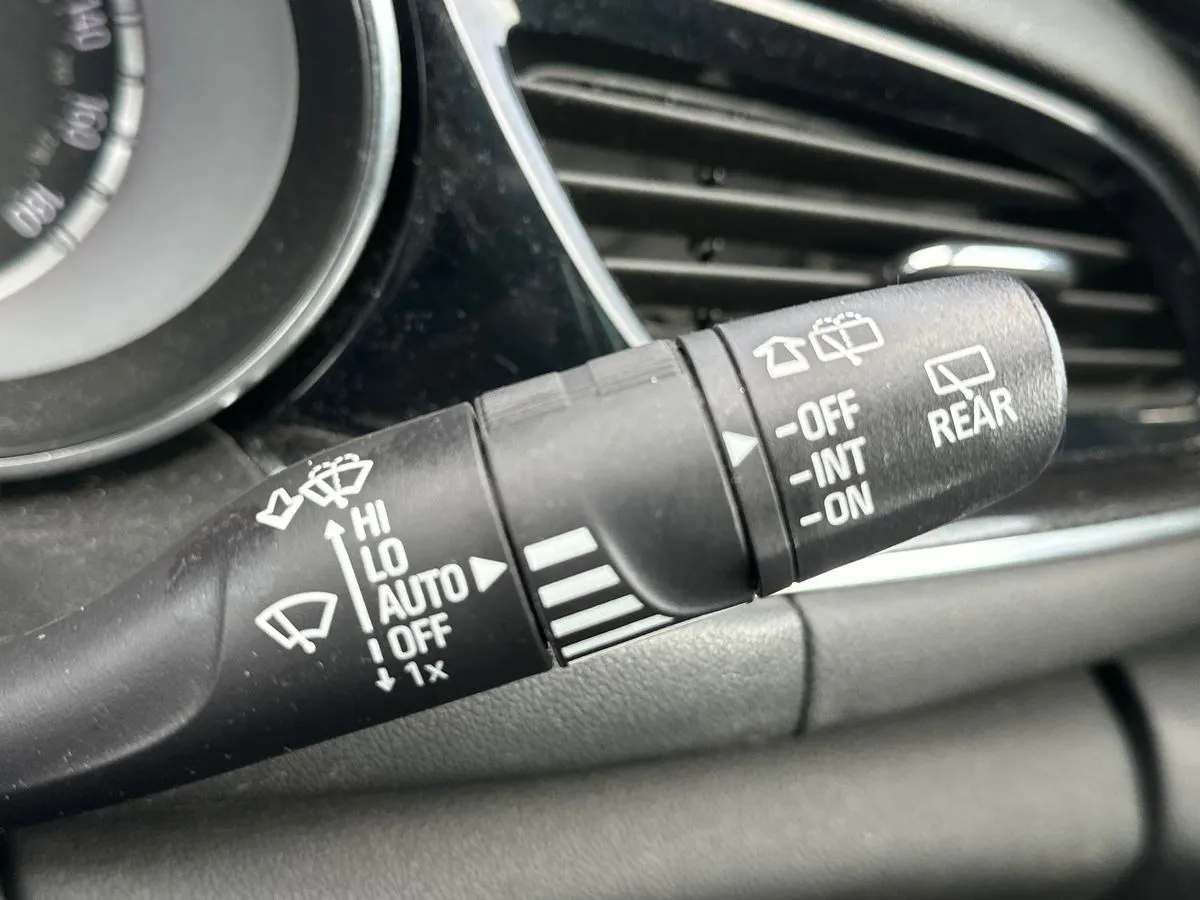 140
160
180
HI
LO
AUTO
OFF
1x
-OFF
-INT
-ON
REAR